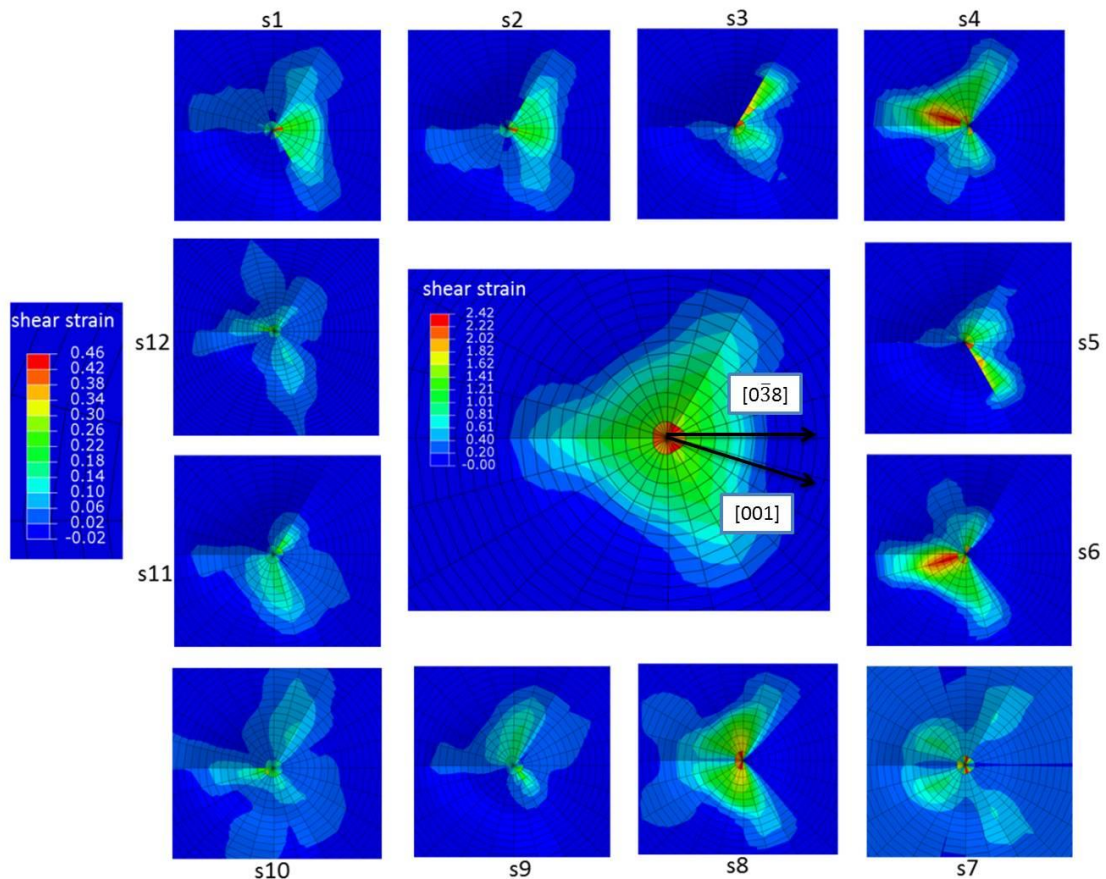 s1
s2
s3
s4
shear strain
0.46
0.42
0.38
0.34
0.30
0.26
0.22
0.18
0.14
0.10
0.06
0.02
-0.02
s12
shear strain
2.42
2.22
2.02
1.82
1.62
1.41
1.21
1.01
0.81
0.61
0.40
0.20
-0.00
[03̄8]
[001]
s5
s11
s6
s10
s9
s8
s7